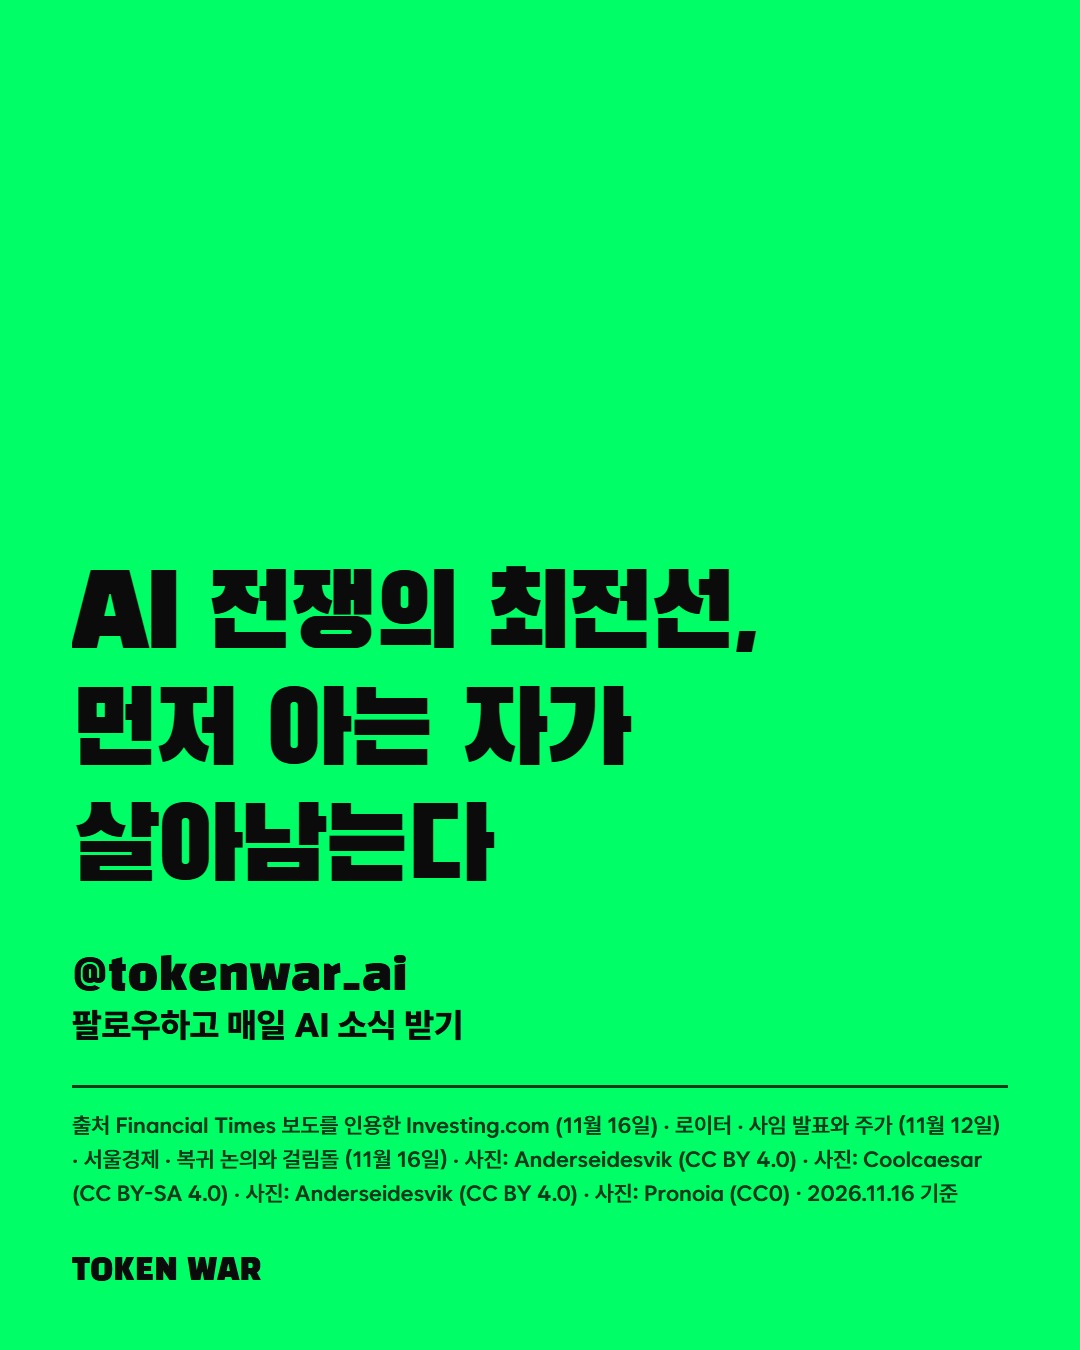 AI 전쟁의 최전선,
먼저 아는 자가
살아남는다
@tokenwar_ai
팔로우하고 매일 AI 소식 받기
출처 Financial Times 보도를 인용한 Investing.com (11월 16일) · 로이터 · 사임 발표와 주가 (11월 12일)
· 서울경제 · 복귀 논의와 걸림돌 (11월 16일) · 사진: Anderseidesvik (CC BY 4.0) · 사진: Coolcaesar
(CC BY-SA 4.0) · 사진: Anderseidesvik (CC BY 4.0) · 사진: Pronoia (CC0) · 2026.11.16 기준
TOKEN WAR